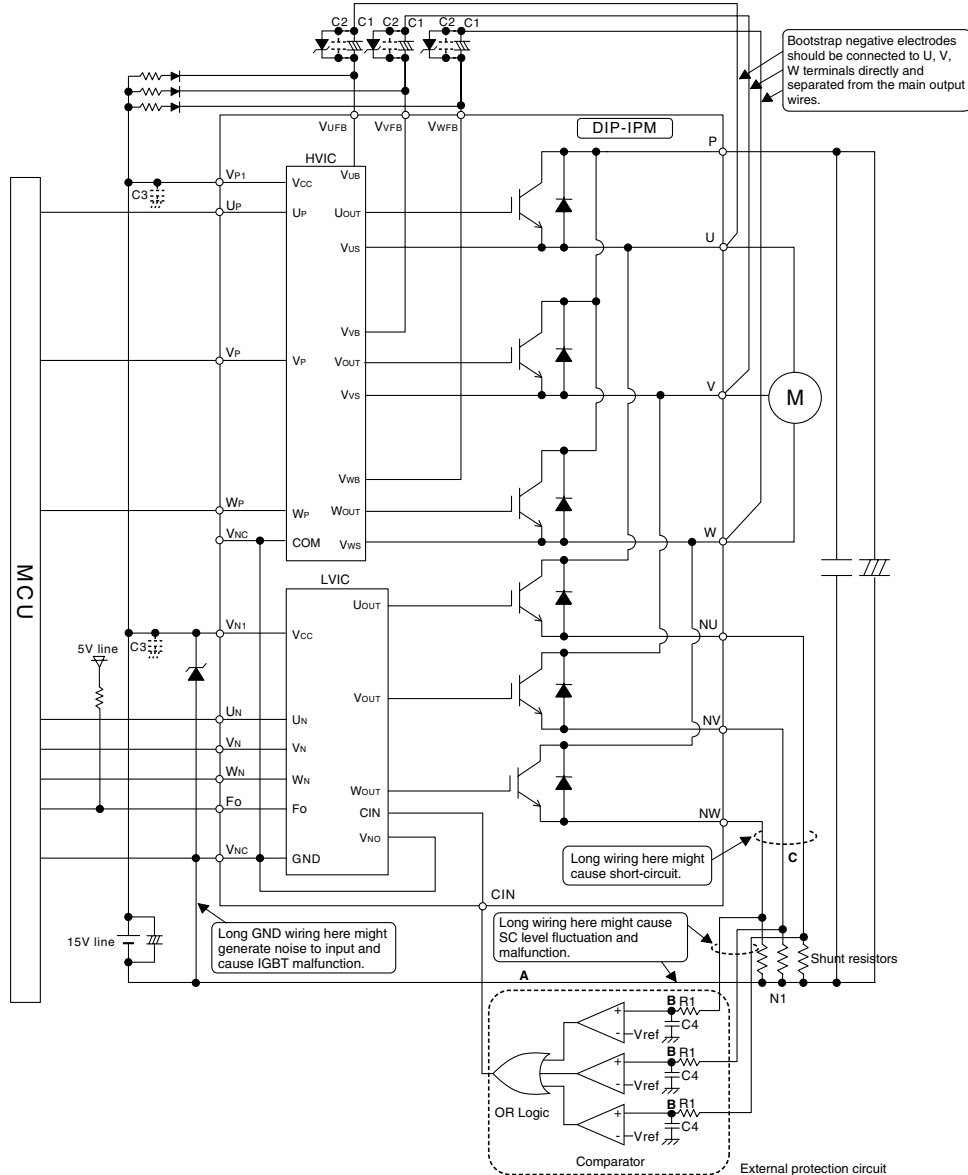 C2 C1 C2 C1 C2 C1
Bootstrap negative electrodes
should be connected to U, V,
W terminals directly and
separated from the main output
wires.
VUFB VVFB VWFB
DIP-IPM
P
HVIC
VP1
C3
VCC
VUB
UP
UP
UOUT
U
VUS
VVB
VP
VP
VOUT
V
VVS
M
VWB
WP
WP
WOUT
VNC
COM
VWS
W
MCU
LVIC
UOUT
VN1
VCC
5V line
C3
NU
VOUT
UN
UN
NV
VN
VN
WN
WN
WOUT
Fo
Fo
CIN
NW
VNO
VNC
GND
C
Long wiring here might
cause short-circuit.
CIN
15V line
Long GND wiring here might
generate noise to input and
cause IGBT malfunction.
Long wiring here might cause
SC level fluctuation and
malfunction.
Shunt resistors
A
N1
B R1
+
C4
-
Vref
B R1
+
C4
-
Vref
OR Logic
B R1
+
C4
-
Vref
Comparator
External protection circuit